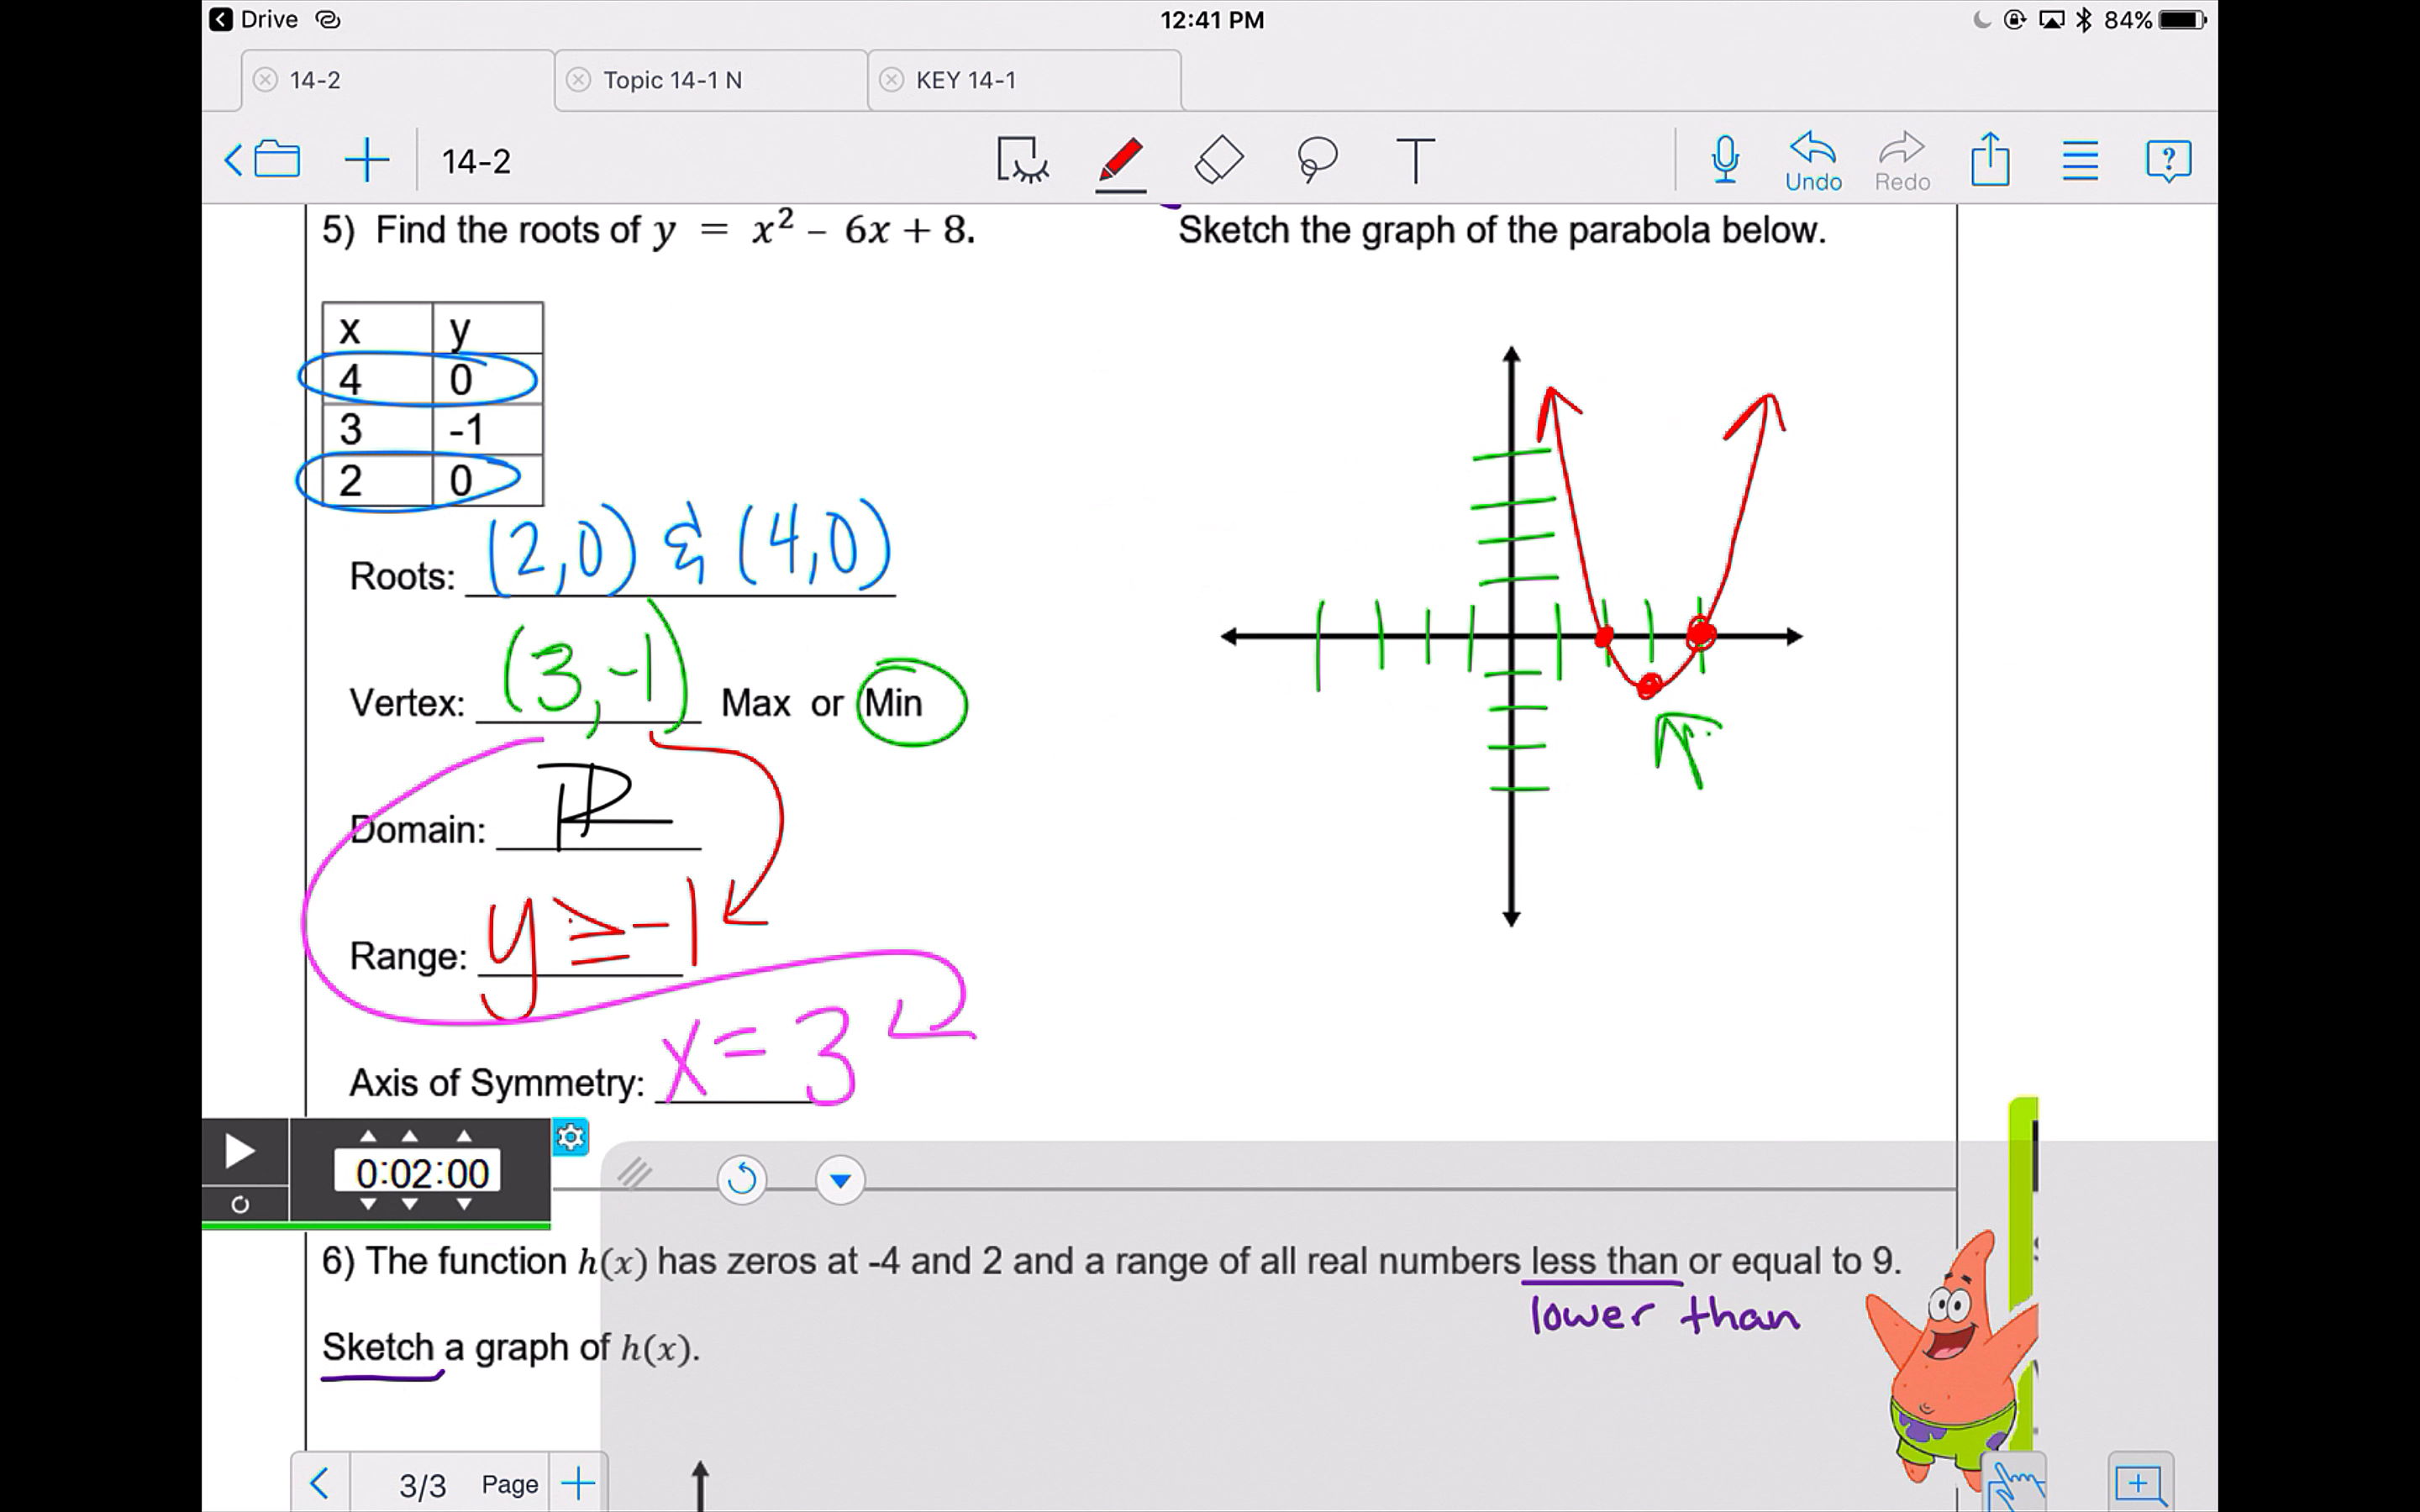 Drive
12:41 PM
84%
14-2
Topic 14-1 N
KEY 14-1
14-2
T
Undo
Redo
5) Find the roots of y = x² – 6x + 8.
Sketch the graph of the parabola below.
x y
4 0
3 -1
2 0
Roots: (2,0) & (4,0)
Vertex: (3,-1) Max or Min
Domain: ℝ
Range: y ≥ -1
Axis of Symmetry: x = 3
0:02:00
6) The function h(x) has zeros at -4 and 2 and a range of all real numbers less than or equal to 9.
lower than
Sketch a graph of h(x).
3/3 Page